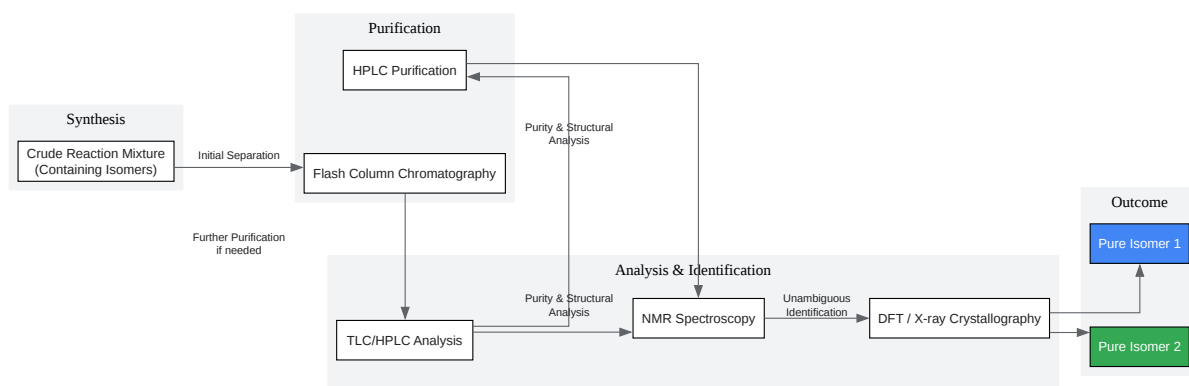 Purification
HPLC Purification
Synthesis
Crude Reaction Mixture
(Containing Isomers)
Initial Separation
Purity & Structural
Analysis
Flash Column Chromatography
Further Purification
if needed
Analysis & Identification
TLC/HPLC Analysis
Purity & Structural
Analysis
NMR Spectroscopy
Unambiguous
Identification
DFT / X-ray Crystallography
Outcome
Pure Isomer 1
Pure Isomer 2